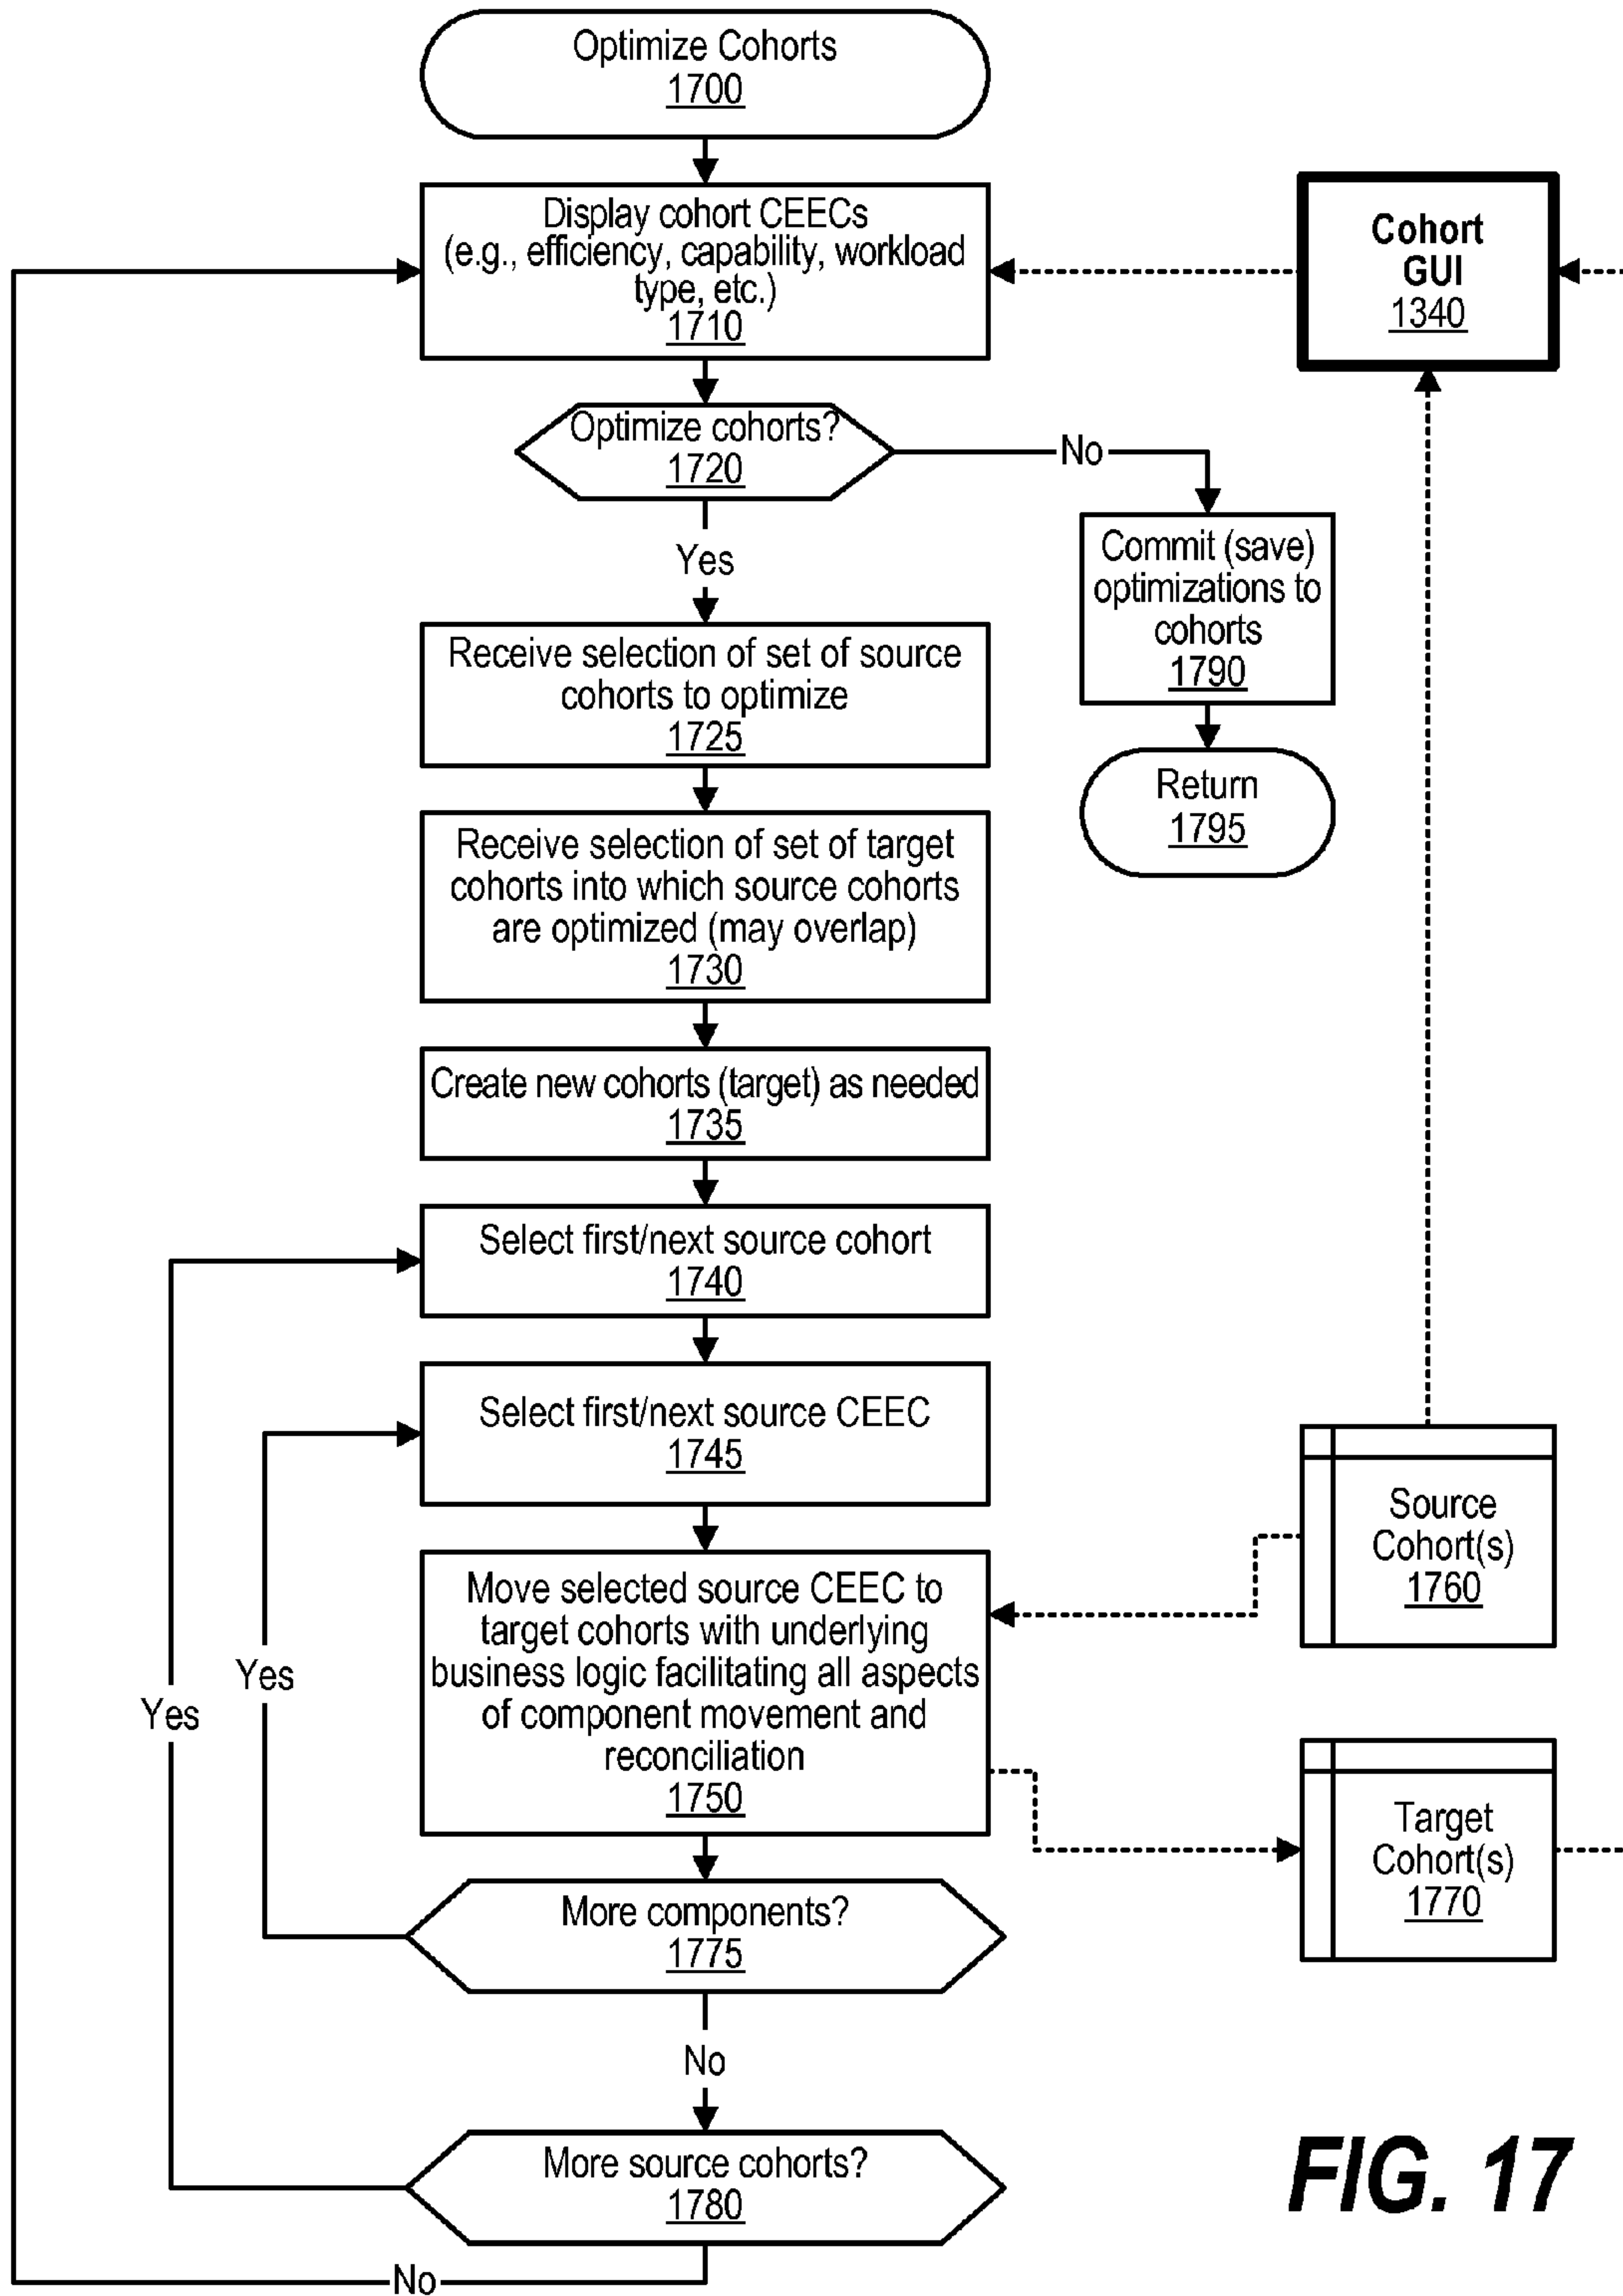 Optimize Cohorts
1700
Display cohort CEECs
(e.g., efficiency, capability, workload
type, etc.)
1710
Cohort
GUI
1340
Optimize cohorts?
1720
No
Yes
Commit (save)
optimizations to
cohorts
1790
Receive selection of set of source
cohorts to optimize
1725
Return
1795
Receive selection of set of target
cohorts into which source cohorts
are optimized (may overlap)
1730
Create new cohorts (target) as needed
1735
Select first/next source cohort
1740
Select first/next source CEEC
1745
Source
Cohort(s)
1760
Move selected source CEEC to
target cohorts with underlying
business logic facilitating all aspects
of component movement and
reconciliation
1750
Yes
Yes
Target
Cohort(s)
1770
More components?
1775
No
More source cohorts?
1780
No
FIG. 17